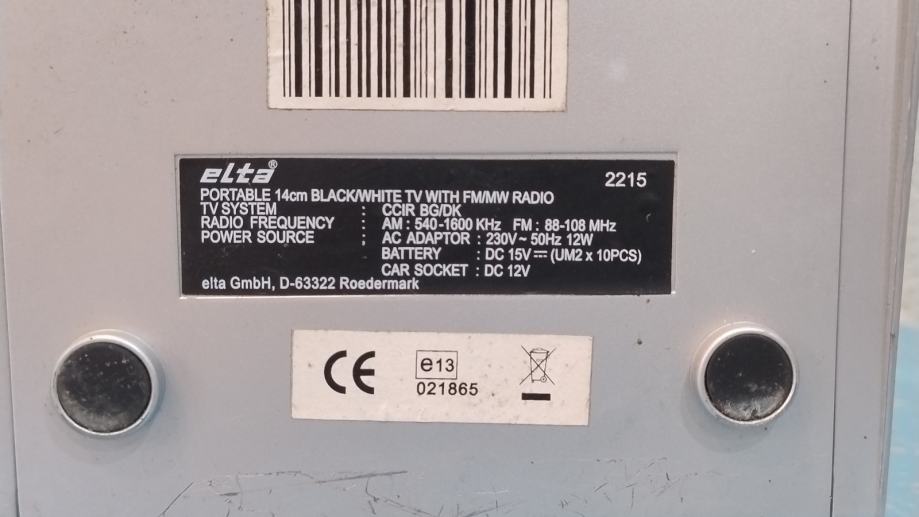 elta® 2215
PORTABLE 14cm BLACK/WHITE TV WITH FM/MW RADIO
TV SYSTEM : CCIR BG/DK
RADIO FREQUENCY : AM : 540-1600 KHz FM : 88-108 MHz
POWER SOURCE : AC ADAPTOR : 230V~ 50Hz 12W
BATTERY : DC 15V ⎓ (UM2 x 10PCS)
CAR SOCKET : DC 12V
elta GmbH, D-63322 Roedermark
CE e13
021865